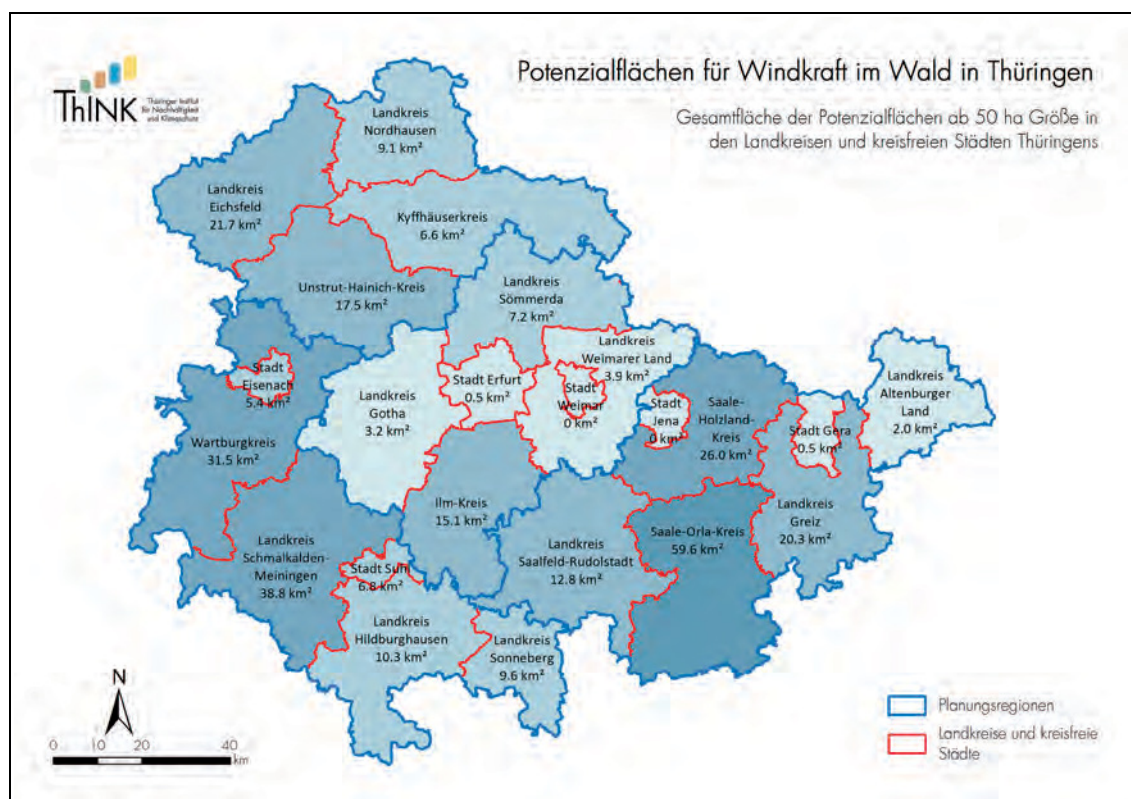 ThINK
Thüringer Institut
für Nachhaltigkeit
und Klimaschutz
Potenzialflächen für Windkraft im Wald in Thüringen
Gesamtfläche der Potenzialflächen ab 50 ha Größe in
den Landkreisen und kreisfreien Städten Thüringens
Landkreis
Nordhausen
9.1 km²
Landkreis
Eichsfeld
21.7 km²
Kyffhäuserkreis
6.6 km²
Unstrut-Hainich-Kreis
17.5 km²
Landkreis
Sömmerda
7.2 km²
Landkreis
Weimarer Land
3.9 km²
Stadt
Eisenach
5.4 km²
Landkreis
Gotha
3.2 km²
Stadt Erfurt
0.5 km²
Stadt
Weimar
0 km²
Stadt
Jena
0 km²
Saale-
Holzland-
Kreis
26.0 km²
Stadt Gera
0.5 km²
Landkreis
Altenburger
Land
2.0 km²
Wartburgkreis
31.5 km²
Ilm-Kreis
15.1 km²
Landkreis
Greiz
20.3 km²
Landkreis
Schmalkalden-
Meiningen
38.8 km²
Stadt Suhl
6.8 km²
Landkreis
Saalfeld-Rudolstadt
12.8 km²
Saale-Orla-Kreis
59.6 km²
Landkreis
Hildburghausen
10.3 km²
Landkreis
Sonneberg
9.6 km²
N
0 10 20 40
km
Planungsregionen
Landkreise und kreisfreie
Städte